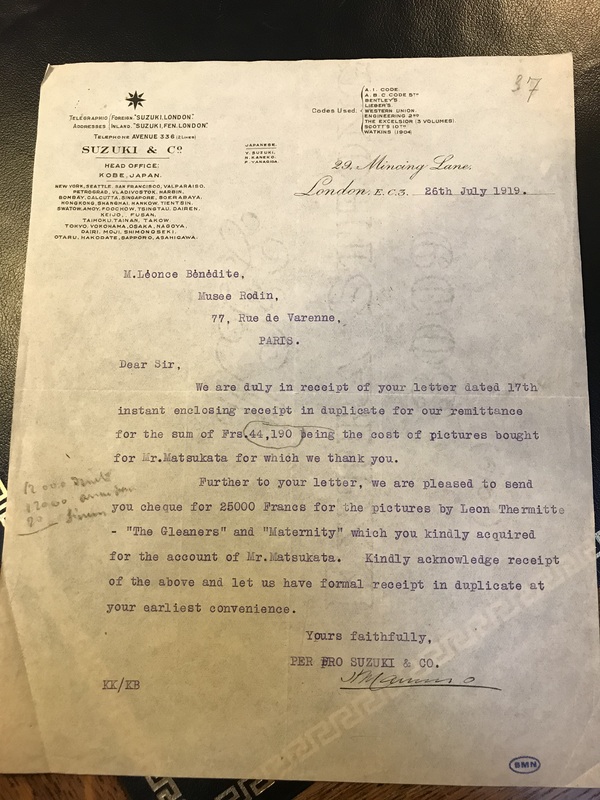 37
TELEGRAPHIC FOREIGN. "SUZUKI, LONDON."
ADDRESSES INLAND. "SUZUKI, FEN, LONDON."
TELEPHONE AVENUE 336 (2 LINES)
SUZUKI & Co
HEAD OFFICE:
KOBE, JAPAN.
NEW YORK, SEATTLE, SAN FRANCISCO, VALPARAISO,
PETROGRAD, VLADIVOSTOK, HARBIN,
BOMBAY, CALCUTTA, SINGAPORE, SOERABAYA,
HONGKONG, SHANGHAI, HANKOW, TIENTSIN,
SWATOW, AMOY, FOOCHOW, TSINGTAU, DAIREN,
KEIJO, FUSAN,
TAIHOKU, TAINAN, TAKOW,
TOKYO, YOKOHAMA, OSAKA, NAGOYA,
DAIRI, MOJI, SHIMONOSEKI,
OTARU, HAKODATE, SAPPORO, ASAHIGAWA.
JAPANESE.
Y. SUZUKI.
N. KANEKO.
F. YANAGIDA.
Codes Used.
A. I. CODE.
A. B. C. CODE 5TH
BENTLEY'S
LIEBER'S
WESTERN UNION.
ENGINEERING 2ND
THE EXCELSIOR (3 VOLUMES).
SCOTT'S 10TH
WATKINS (1904)
29, Mincing Lane,
London, E.C.3. 26th July 1919.
M.Léonce Bénédite,
Musee Rodin,
77, Rue de Varenne,
PARIS.
Dear Sir,
We are duly in receipt of your letter dated 17th
instant enclosing receipt in duplicate for our remittance
for the sum of Frs.44,190 being the cost of pictures bought
for Mr.Matsukata for which we thank you.
Further to your letter, we are pleased to send
you cheque for 25000 Francs for the pictures by Leon Thermitte
- "The Gleaners" and "Maternity" which you kindly acquired
for the account of Mr.Matsukata. Kindly acknowledge receipt
of the above and let us have formal receipt in duplicate at
your earliest convenience.
12000
12000
Yours faithfully,
PER PRO SUZUKI & CO.
KK/KB
BMN